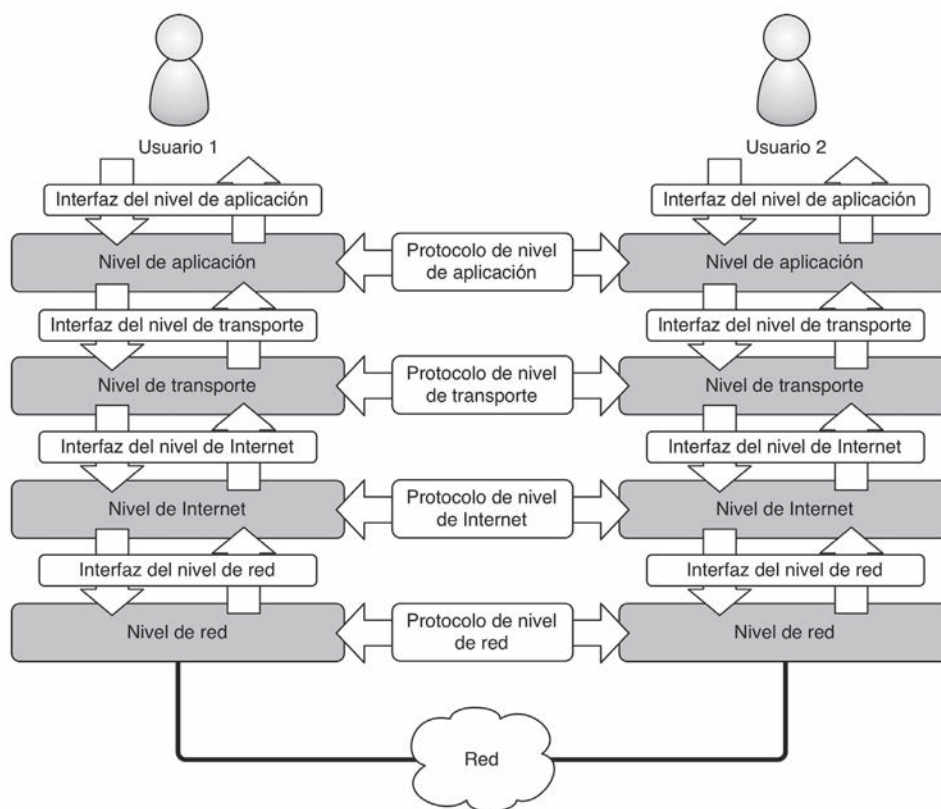 Usuario 1
Usuario 2
Interfaz del nivel de aplicación
Interfaz del nivel de aplicación
Nivel de aplicación
Protocolo de nivel
de aplicación
Nivel de aplicación
Interfaz del nivel de transporte
Interfaz del nivel de transporte
Nivel de transporte
Protocolo de nivel
de transporte
Nivel de transporte
Interfaz del nivel de Internet
Interfaz del nivel de Internet
Nivel de Internet
Protocolo de nivel
de Internet
Nivel de Internet
Interfaz del nivel de red
Interfaz del nivel de red
Nivel de red
Protocolo de nivel
de red
Nivel de red
Red